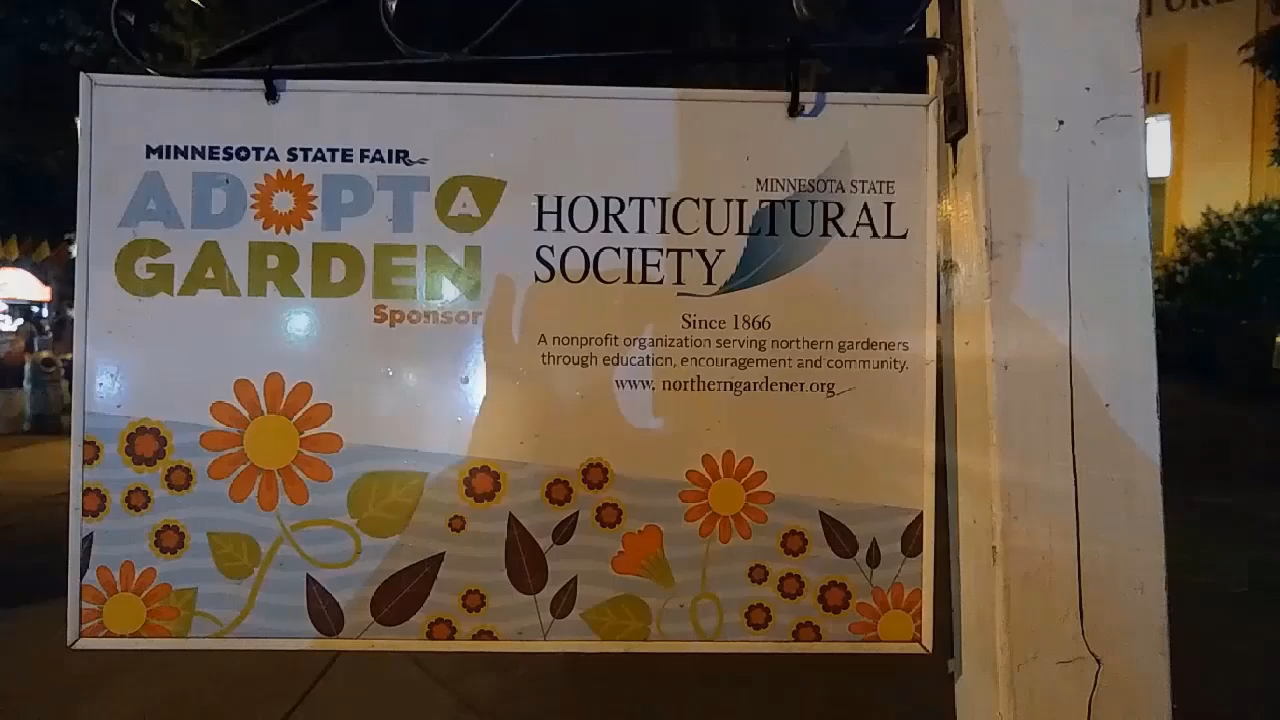 MINNESOTA STATE FAIR
ADOPT A
GARDEN
Sponsor
MINNESOTA STATE
HORTICULTURAL
SOCIETY
Since 1866
A nonprofit organization serving northern gardeners
through education, encouragement and community.
www. northerngardener.org